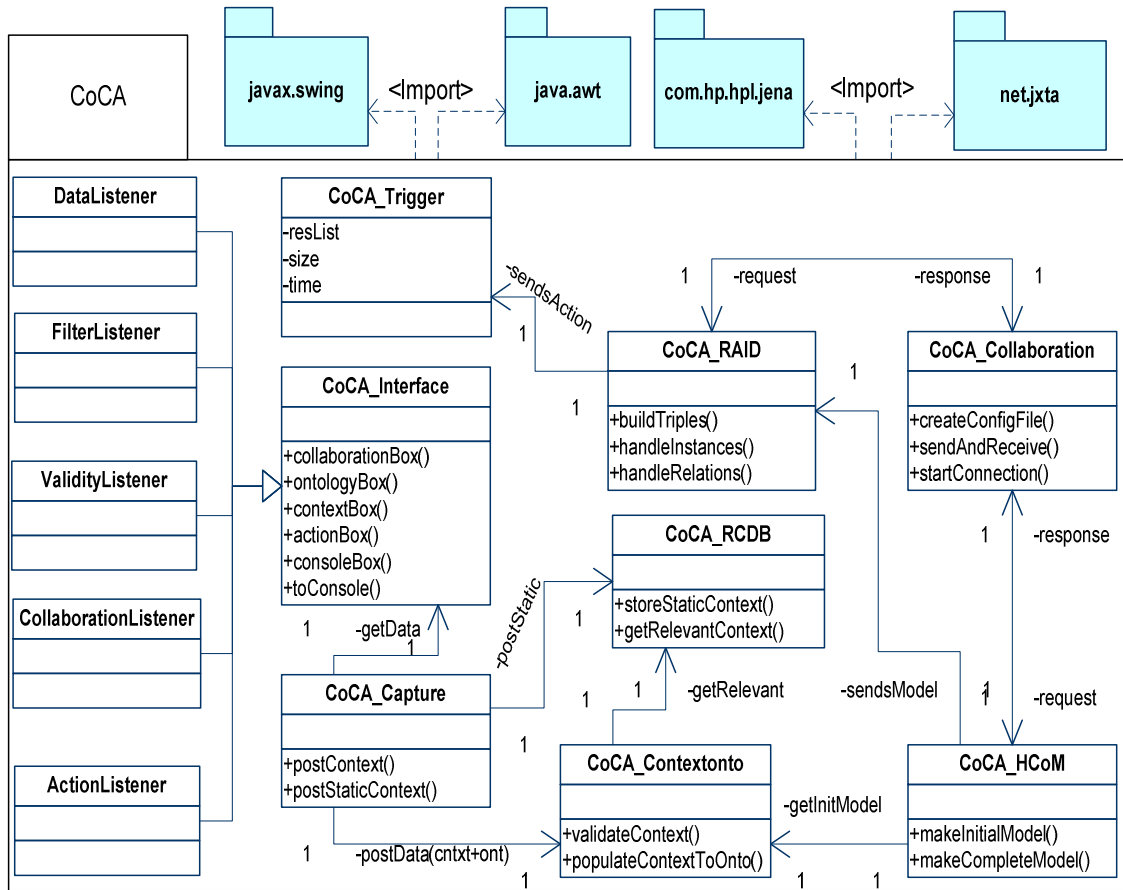 CoCA
javax.swing
<Import>
java.awt
com.hp.hpl.jena
<Import>
net.jxta
DataListener
FilterListener
ValidityListener
CollaborationListener
ActionListener
CoCA_Trigger
-resList
-size
-time
-sendsAction
1
1
CoCA_Interface
+collaborationBox()
+ontologyBox()
+contextBox()
+actionBox()
+consoleBox()
+toConsole()
1
-getData
1
CoCA_Capture
+postContext()
+postStaticContext()
1
-postData(cntxt+ont)
1
-postStatic
1
1
1
-request
-response
1
CoCA_RAID
+buildTriples()
+handleInstances()
+handleRelations()
1
CoCA_Collaboration
+createConfigFile()
+sendAndReceive()
+startConnection()
1
-response
CoCA_RCDB
+storeStaticContext()
+getRelevantContext()
1
1
-getRelevant
-sendsModel
1
1
-request
CoCA_Contextonto
+validateContext()
+populateContextToOnto()
-getInitModel
1
1
CoCA_HCoM
+makeInitialModel()
+makeCompleteModel()